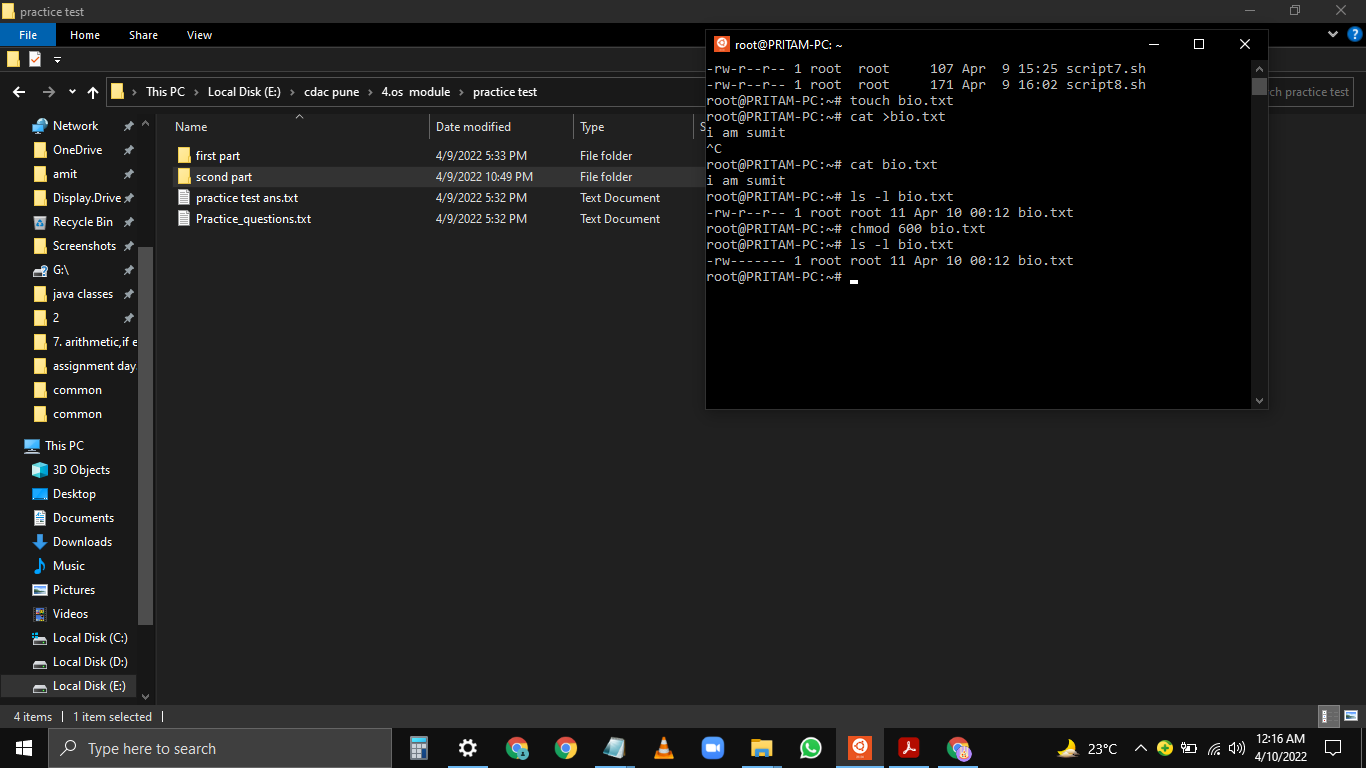 practice test
File Home Share View
This PC › Local Disk (E:) › cdac pune › 4.os module › practice test
ch practice test
Name Date modified Type S
Network
OneDrive
amit
Display.Drive
Recycle Bin
Screenshots
G:\
java classes
2
7. arithmetic,if e
assignment day
common
common
This PC
3D Objects
Desktop
Documents
Downloads
Music
Pictures
Videos
Local Disk (C:)
Local Disk (D:)
Local Disk (E:)
first part 4/9/2022 5:33 PM File folder
scond part 4/9/2022 10:49 PM File folder
practice test ans.txt 4/9/2022 5:32 PM Text Document
Practice_questions.txt 4/9/2022 5:32 PM Text Document
root@PRITAM-PC: ~
-rw-r--r-- 1 root  root     107 Apr  9 15:25 script7.sh
-rw-r--r-- 1 root  root     171 Apr  9 16:02 script8.sh
root@PRITAM-PC:~# touch bio.txt
root@PRITAM-PC:~# cat >bio.txt
i am sumit
^C
root@PRITAM-PC:~# cat bio.txt
i am sumit
root@PRITAM-PC:~# ls -l bio.txt
-rw-r--r-- 1 root root 11 Apr 10 00:12 bio.txt
root@PRITAM-PC:~# chmod 600 bio.txt
root@PRITAM-PC:~# ls -l bio.txt
-rw------- 1 root root 11 Apr 10 00:12 bio.txt
root@PRITAM-PC:~#
4 items 1 item selected
Type here to search
23°C
12:16 AM
4/10/2022